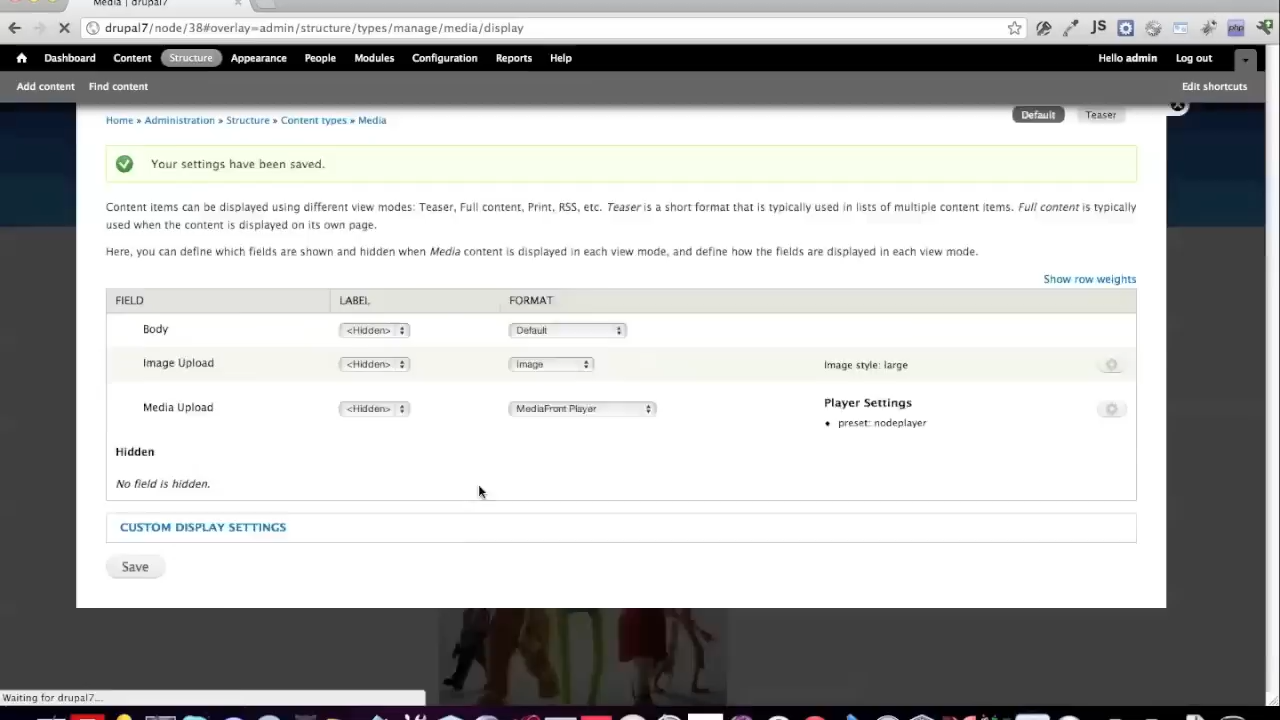 Media | drupal7
drupal7/node/38#overlay=admin/structure/types/manage/media/display
JS
php
Dashboard Content Structure Appearance People Modules Configuration Reports Help Hello admin Log out
Add content Find content Edit shortcuts
Home » Administration » Structure » Content types » Media
Default Teaser
Your settings have been saved.
Content items can be displayed using different view modes: Teaser, Full content, Print, RSS, etc. Teaser is a short format that is typically used in lists of multiple content items. Full content is typically
used when the content is displayed on its own page.
Here, you can define which fields are shown and hidden when Media content is displayed in each view mode, and define how the fields are displayed in each view mode.
Show row weights
FIELD LABEL FORMAT
Body <Hidden> Default
Image Upload <Hidden> Image Image style: large
Media Upload <Hidden> MediaFront Player Player Settings
• preset: nodeplayer
Hidden
No field is hidden.
CUSTOM DISPLAY SETTINGS
Save
Waiting for drupal7...